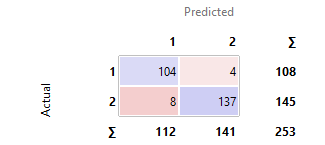 Predicted
1 2 Σ
Actual
1 104 4 108
2 8 137 145
Σ 112 141 253